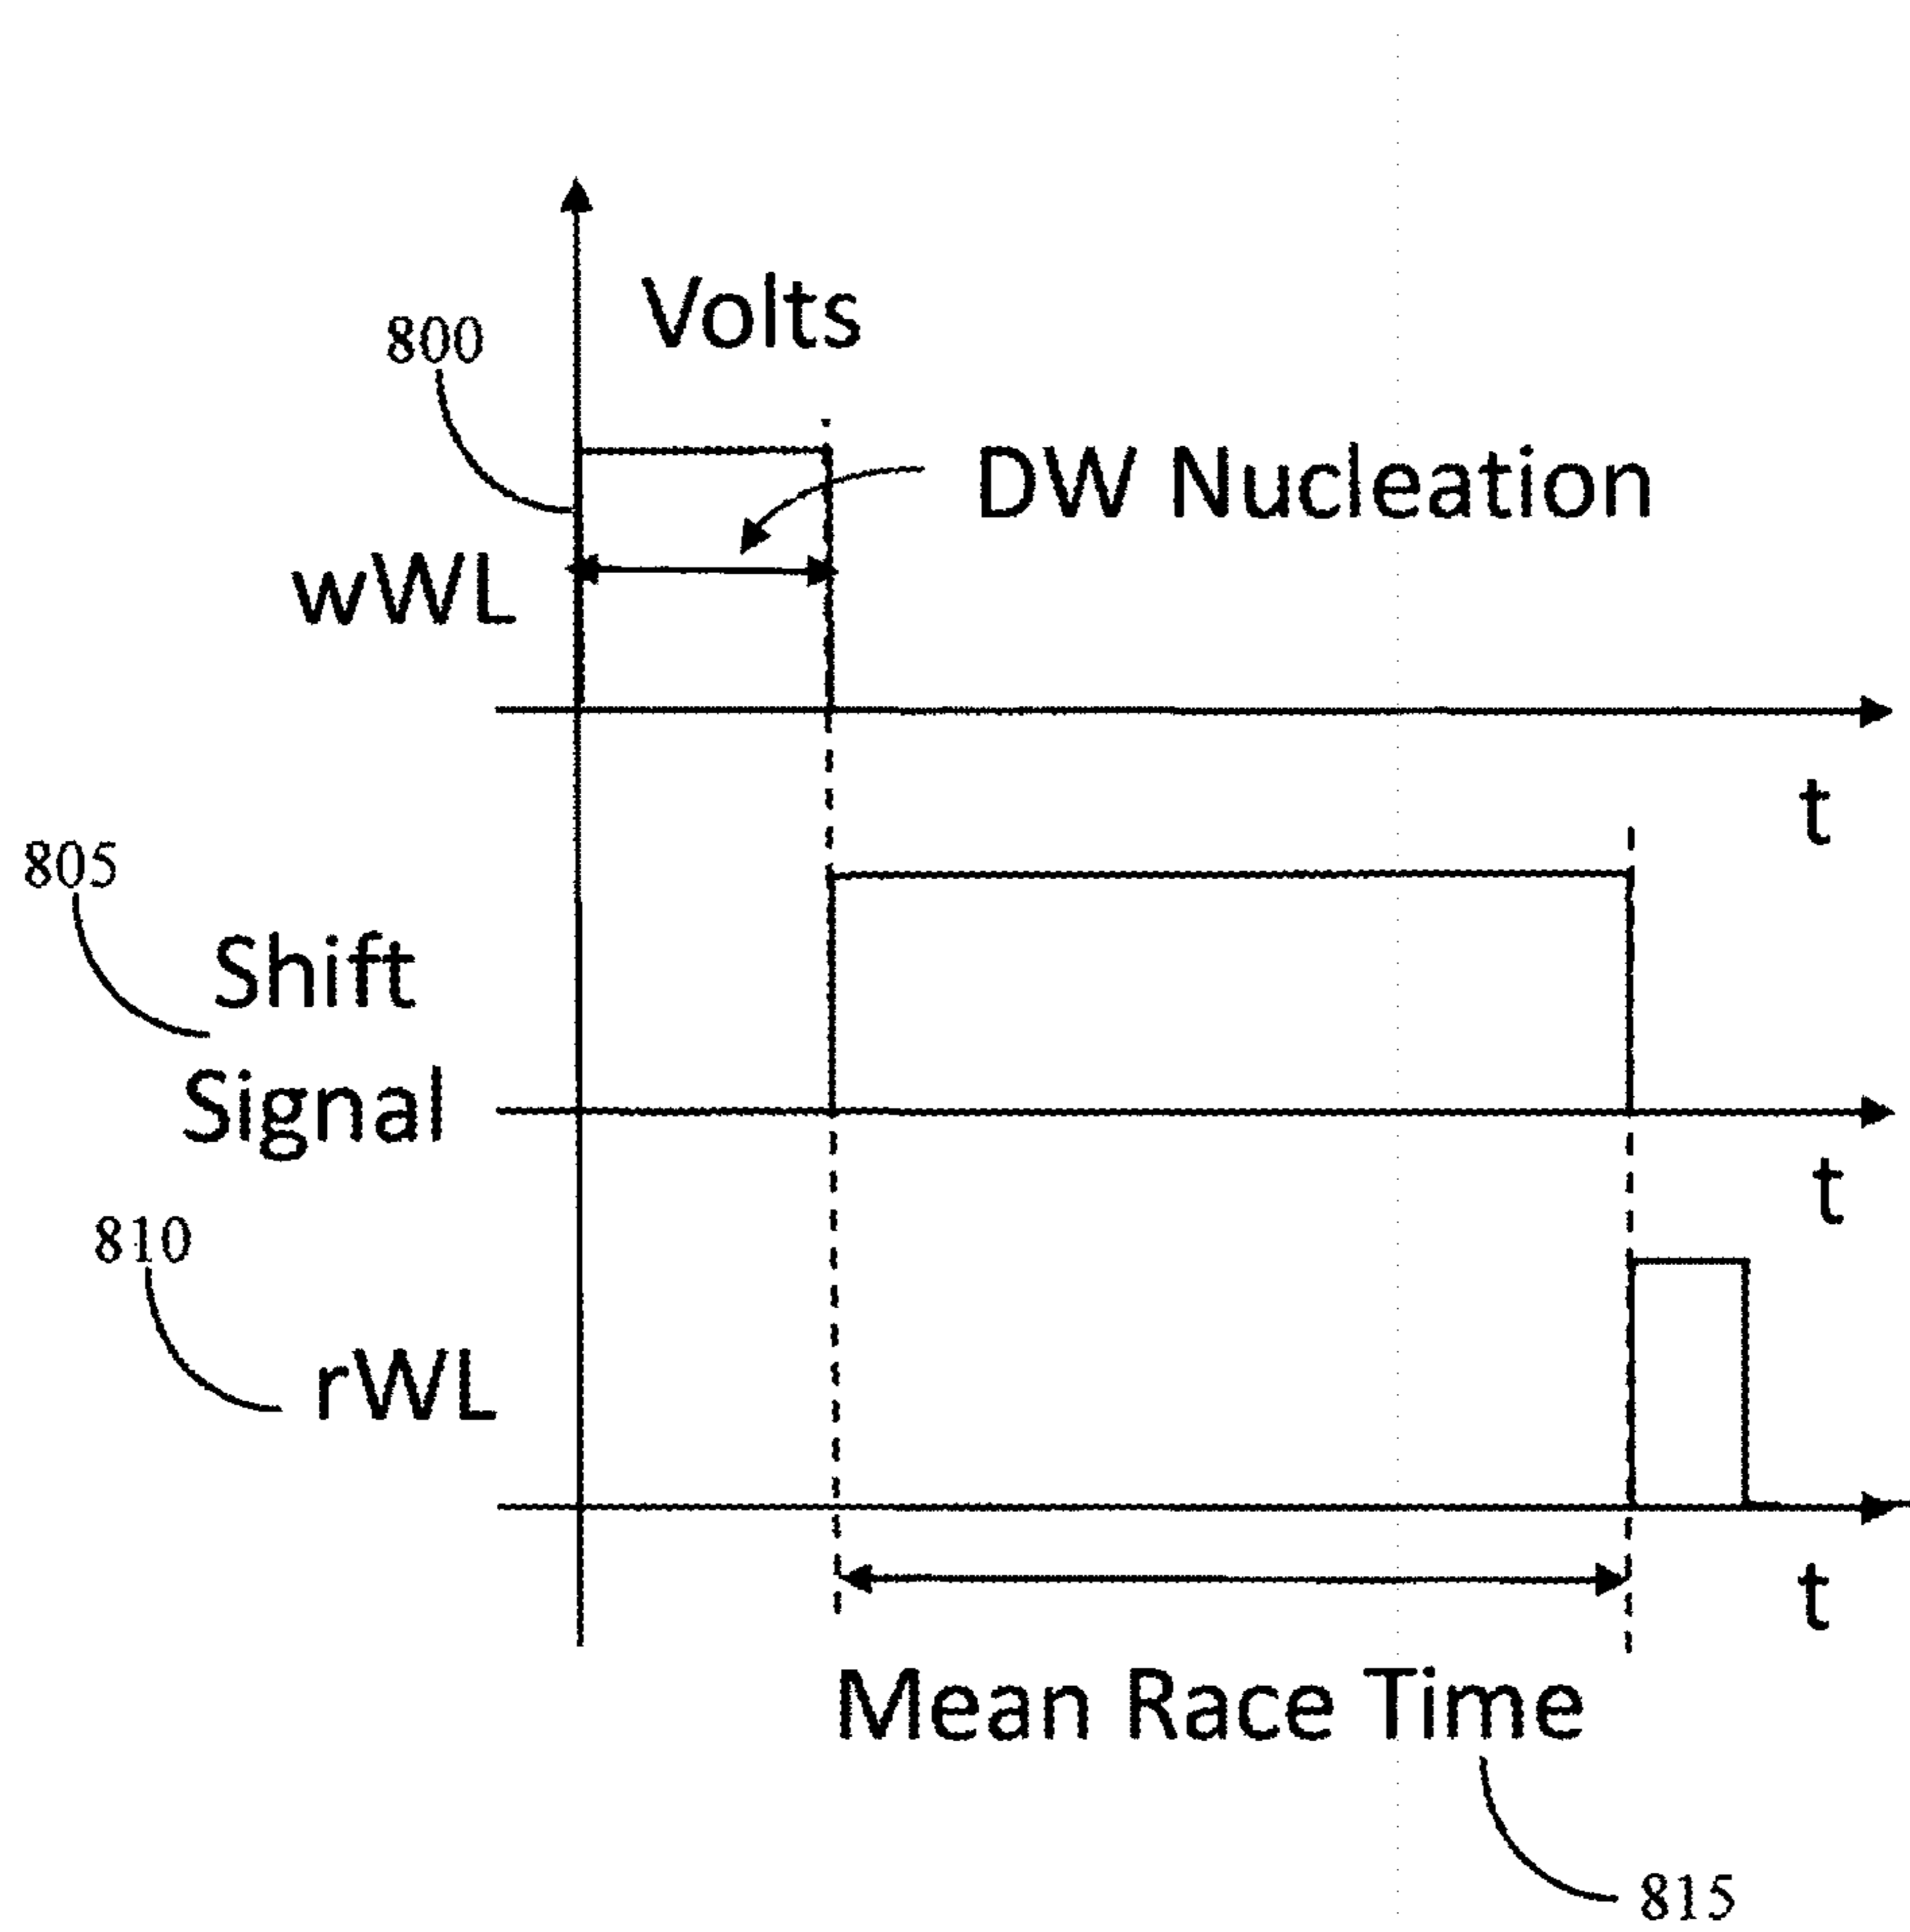 Volts
800
DW Nucleation
wWL
t
805
Shift
Signal
t
810
rWL
t
Mean Race Time
815